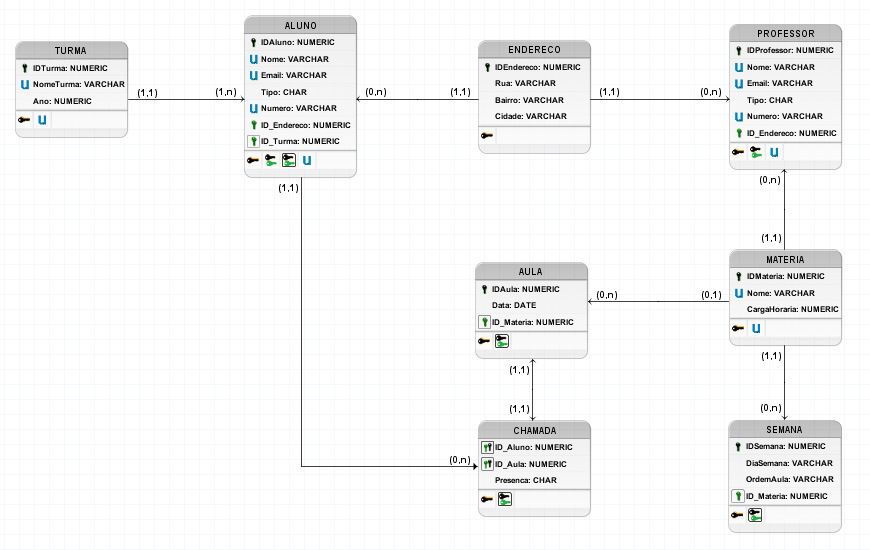 TURMA
IDTurma: NUMERIC
NomeTurma: VARCHAR
Ano: NUMERIC
(1,1)
(1,n)
ALUNO
IDAluno: NUMERIC
Nome: VARCHAR
Email: VARCHAR
Tipo: CHAR
Numero: VARCHAR
ID_Endereco: NUMERIC
ID_Turma: NUMERIC
(0,n)
(1,1)
ENDERECO
IDEndereco: NUMERIC
Rua: VARCHAR
Bairro: VARCHAR
Cidade: VARCHAR
(1,1)
(0,n)
PROFESSOR
IDProfessor: NUMERIC
Nome: VARCHAR
Email: VARCHAR
Tipo: CHAR
Numero: VARCHAR
ID_Endereco: NUMERIC
(0,n)
(1,1)
(1,1)
AULA
IDAula: NUMERIC
Data: DATE
ID_Materia: NUMERIC
(0,n)
(0,1)
MATERIA
IDMateria: NUMERIC
Nome: VARCHAR
CargaHoraria: NUMERIC
(1,1)
(1,1)
(1,1)
(0,n)
(0,n)
CHAMADA
ID_Aluno: NUMERIC
ID_Aula: NUMERIC
Presenca: CHAR
SEMANA
IDSemana: NUMERIC
DiaSemana: VARCHAR
OrdemAula: VARCHAR
ID_Materia: NUMERIC